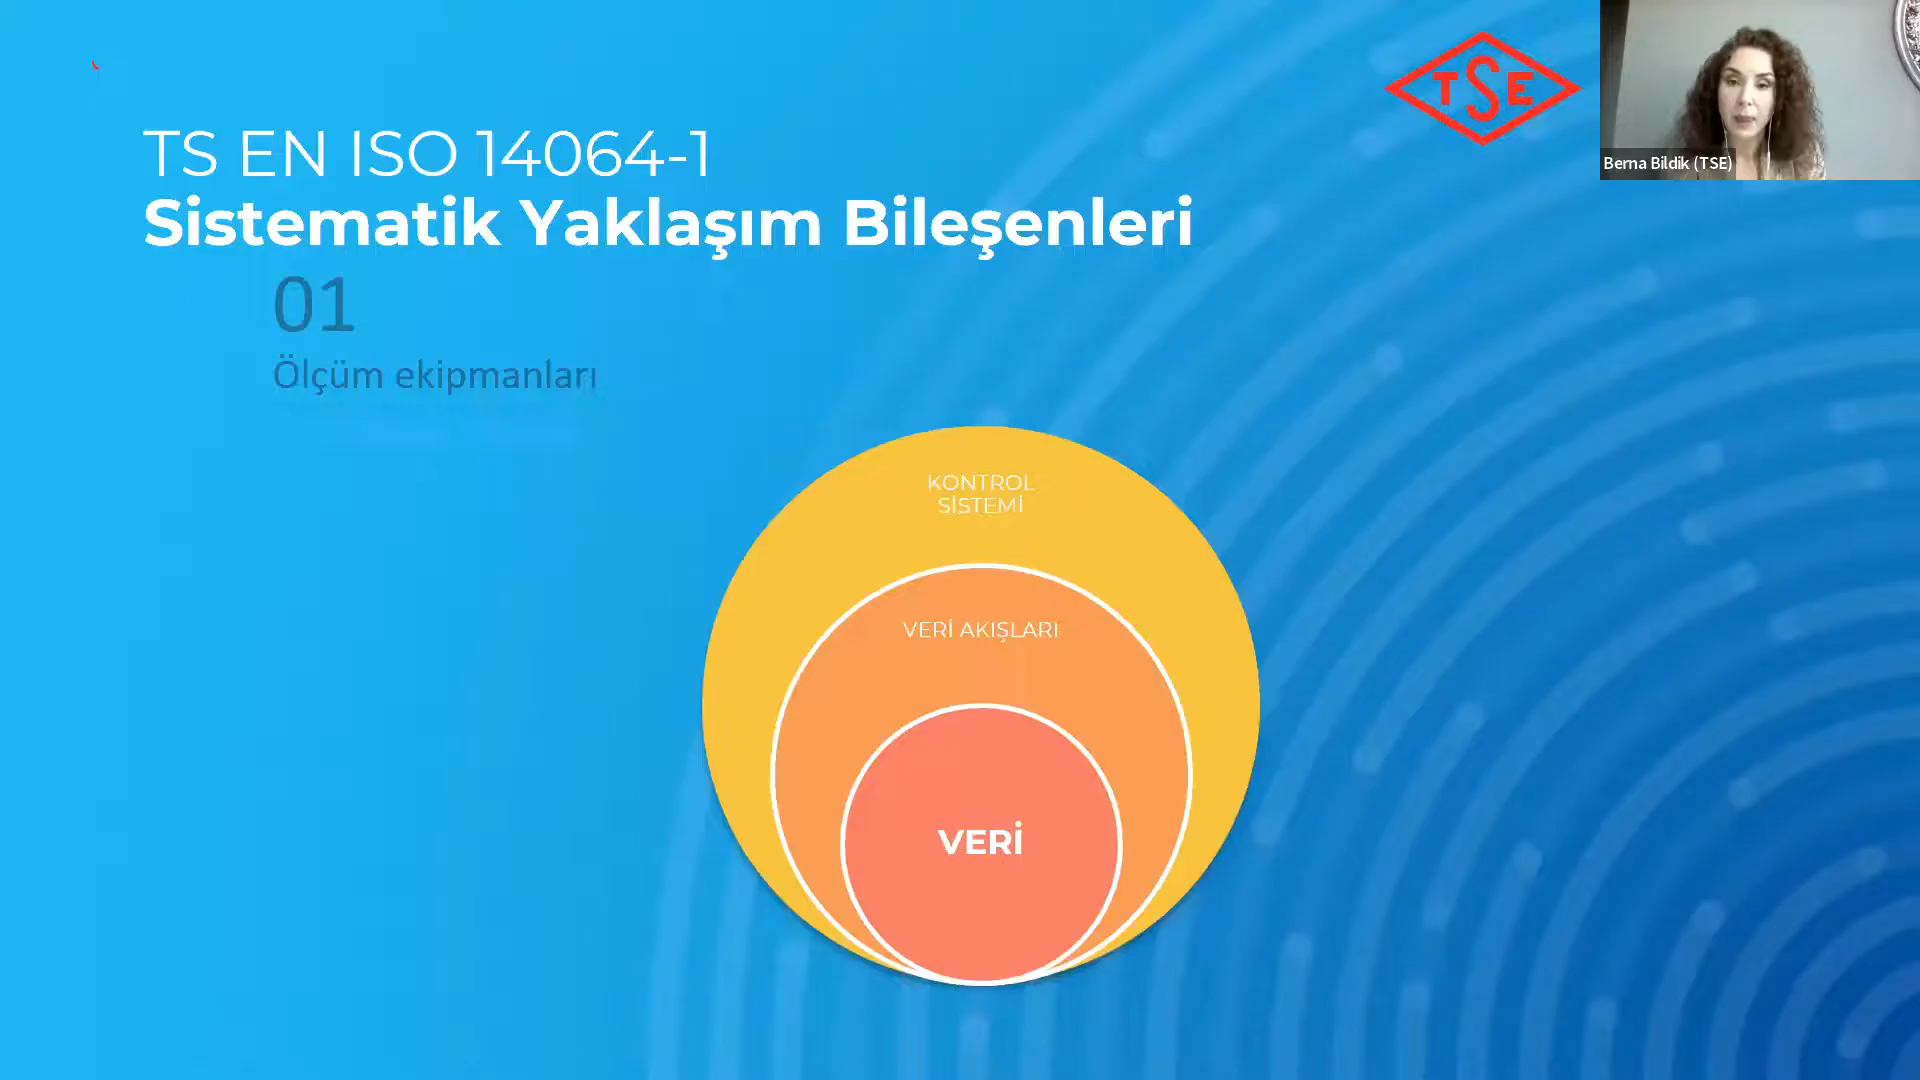 TSE
Berna Bildik (TSE)
TS EN ISO 14064-1
Sistematik Yaklaşım Bileşenleri
01
Ölçüm ekipmanları
KONTROL
SİSTEMİ
VERİ AKIŞLARI
VERİ